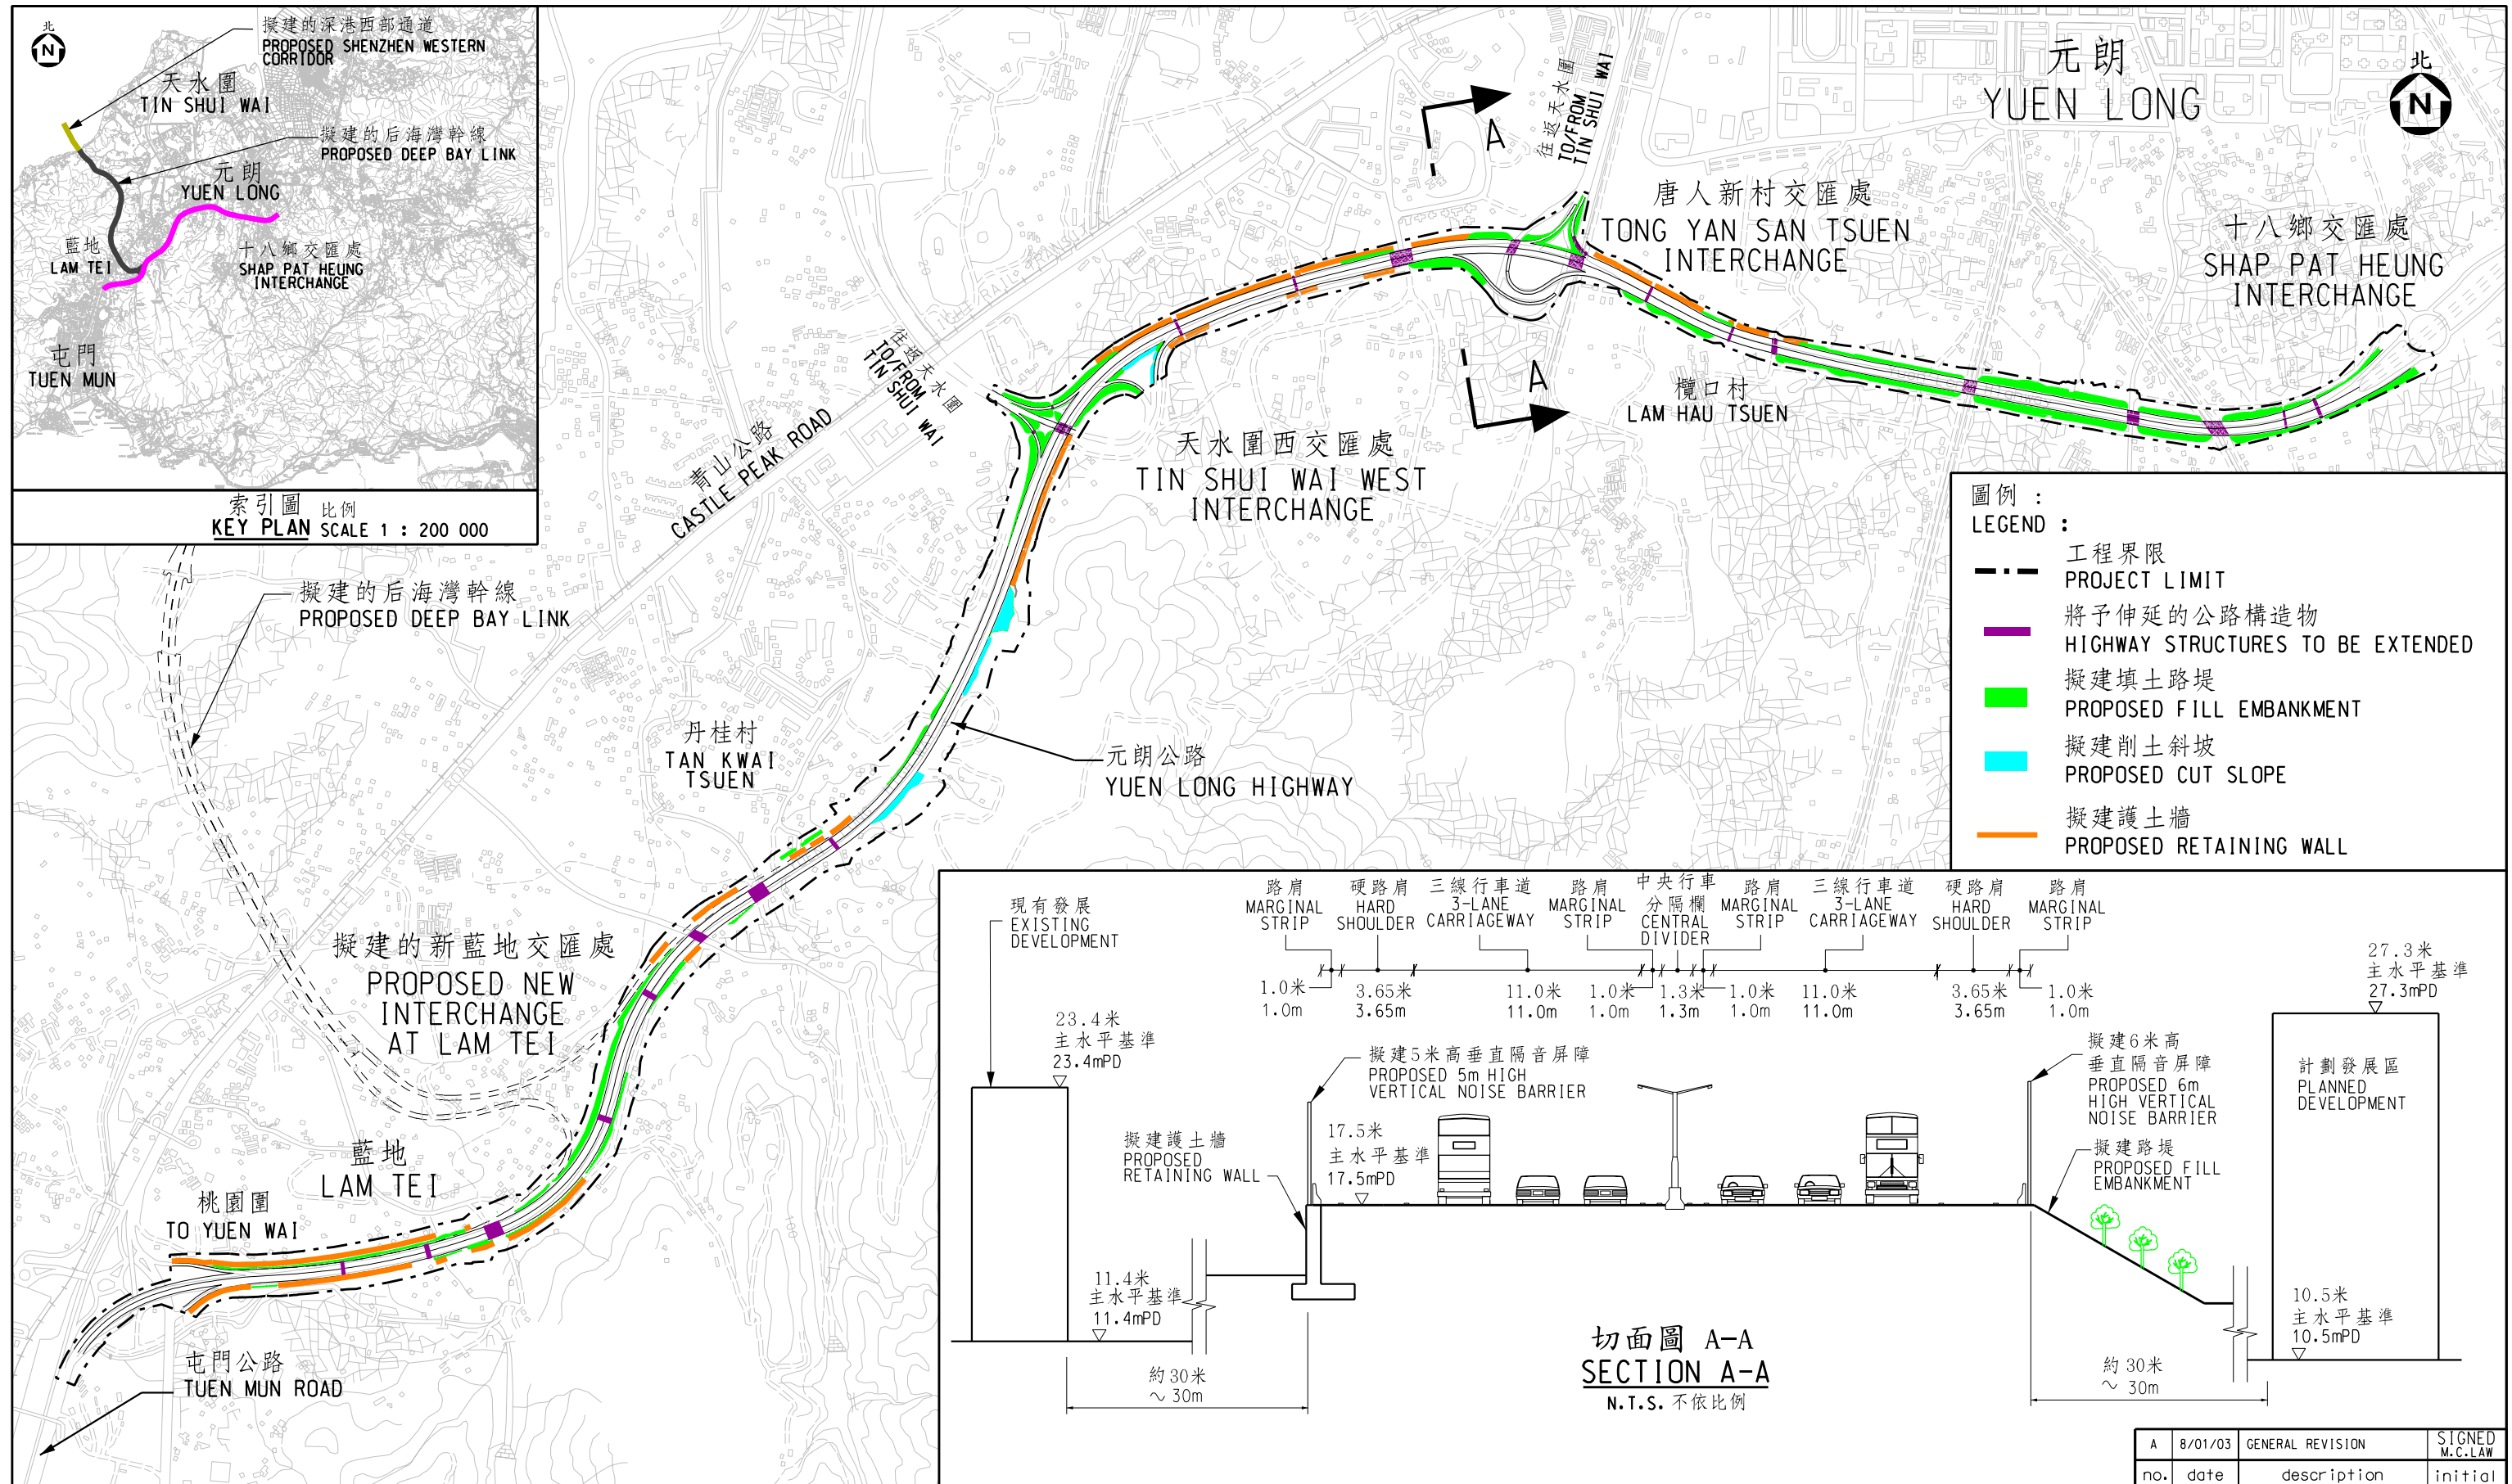 北
N
擬建的深港西部通道
PROPOSED SHENZHEN WESTERN
CORRIDOR
天水圍
TIN SHUI WAI
擬建的后海灣幹線
PROPOSED DEEP BAY LINK
元朗
YUEN LONG
藍地
LAM TEI
十八鄉交匯處
SHAP PAT HEUNG
INTERCHANGE
屯門
TUEN MUN
索引圖 比例
KEY PLAN SCALE 1 : 200 000
往返天水圍
TO/FROM
TIN SHUI WAI
A
元朗
YUEN LONG
北
N
唐人新村交匯處
TONG YAN SAN TSUEN
INTERCHANGE
十八鄉交匯處
SHAP PAT HEUNG
INTERCHANGE
往返天水圍
TO/FROM
TIN SHUI WAI
A
欖口村
LAM HAU TSUEN
青山公路
CASTLE PEAK ROAD
天水圍西交匯處
TIN SHUI WAI WEST
INTERCHANGE
圖例 :
LEGEND :
工程界限
PROJECT LIMIT
將予伸延的公路構造物
HIGHWAY STRUCTURES TO BE EXTENDED
擬建填土路堤
PROPOSED FILL EMBANKMENT
擬建削土斜坡
PROPOSED CUT SLOPE
擬建護土牆
PROPOSED RETAINING WALL
擬建的后海灣幹線
PROPOSED DEEP BAY LINK
丹桂村
TAN KWAI
TSUEN
元朗公路
YUEN LONG HIGHWAY
擬建的新藍地交匯處
PROPOSED NEW
INTERCHANGE
AT LAM TEI
藍地
LAM TEI
桃園圍
TO YUEN WAI
屯門公路
TUEN MUN ROAD
現有發展
EXISTING
DEVELOPMENT
路肩
MARGINAL
STRIP
硬路肩
HARD
SHOULDER
三線行車道
3-LANE
CARRIAGEWAY
路肩
MARGINAL
STRIP
中央行車
分隔欄
CENTRAL
DIVIDER
路肩
MARGINAL
STRIP
三線行車道
3-LANE
CARRIAGEWAY
硬路肩
HARD
SHOULDER
路肩
MARGINAL
STRIP
1.0米 3.65米 11.0米 1.0米 1.3米 1.0米 11.0米 3.65米 1.0米
1.0m 3.65m 11.0m 1.0m 1.3m 1.0m 11.0m 3.65m 1.0m
27.3米
主水平基準
27.3mPD
23.4米
主水平基準
23.4mPD
擬建5米高垂直隔音屏障
PROPOSED 5m HIGH
VERTICAL NOISE BARRIER
擬建6米高
垂直隔音屏障
PROPOSED 6m
HIGH VERTICAL
NOISE BARRIER
計劃發展區
PLANNED
DEVELOPMENT
擬建護土牆
PROPOSED
RETAINING WALL
17.5米
主水平基準
17.5mPD
擬建路堤
PROPOSED FILL
EMBANKMENT
11.4米
主水平基準
11.4mPD
10.5米
主水平基準
10.5mPD
約30米
~ 30m
切面圖 A-A
SECTION A-A
N.T.S. 不依比例
約30米
~ 30m
A 8/01/03 GENERAL REVISION SIGNED
M.C.LAW
no. date description initial